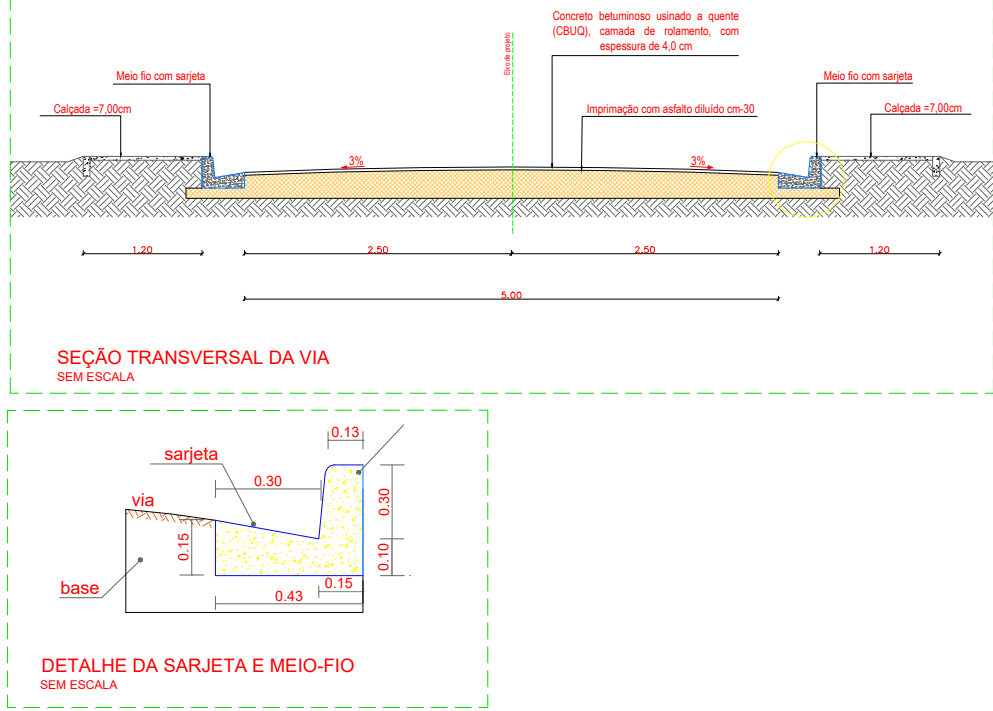 Concreto betuminoso usinado a quente
(CBUQ), camada de rolamento, com
espessura de 4,0 cm
Eixo de projeto
Meio fio com sarjeta
Meio fio com sarjeta
Calçada =7,00cm
Imprimação com asfalto diluído cm-30
Calçada =7,00cm
3%
3%
1.20
2.50
2.50
1.20
5.00
SEÇÃO TRANSVERSAL DA VIA
SEM ESCALA
0.13
sarjeta
0.30
via
0.30
0.15
0.10
base
0.15
0.43
DETALHE DA SARJETA E MEIO-FIO
SEM ESCALA